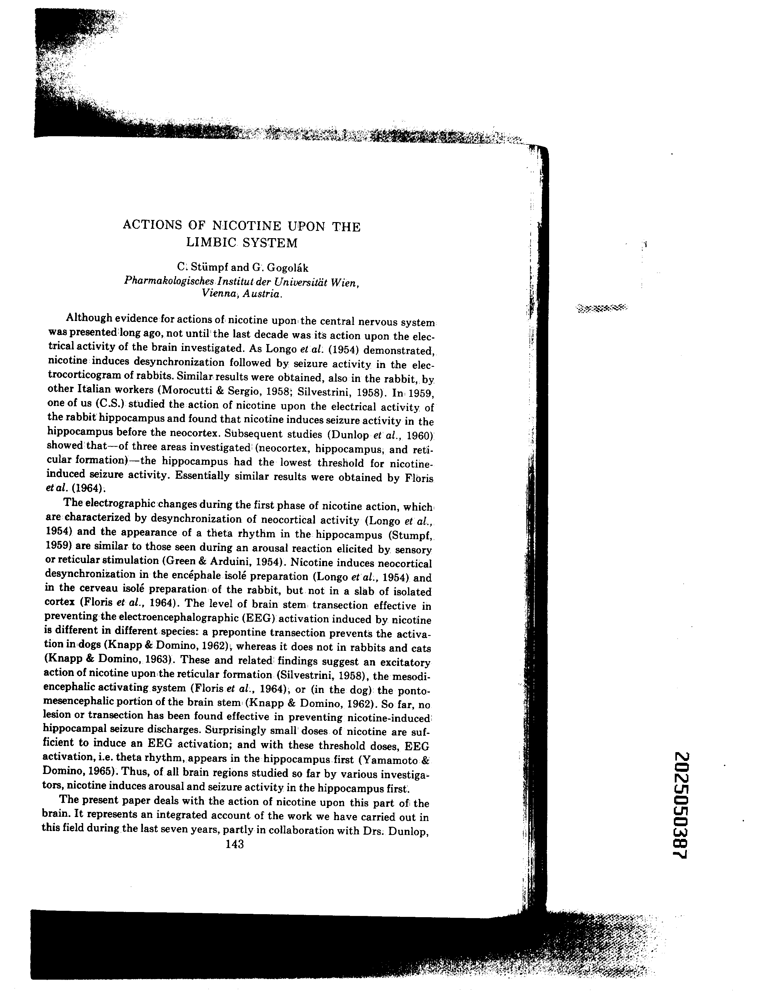 ACTIONS OF NICOTINE UPON THE
LIMBIC SYSTEM
C. Stümpf and G. Gogolák
Pharmakologisches Institut der Universität Wien,
Vienna, Austria.
Although evidence for actions of nicotine upon the central nervous system
was presented long ago, not until the last decade was its action upon the elec-
trical activity of the brain investigated. As Longo et al. (1954) demonstrated,
nicotine induces desynchronization followed by seizure activity in the elec-
trocorticogram of rabbits. Similar results were obtained, also in the rabbit, by
other Italian workers (Morocutti & Sergio, 1958; Silvestrini, 1958). In 1959,
one of us (C.S.) studied the action of nicotine upon the electrical activity of
the rabbit hippocampus and found that nicotine induces seizure activity in the
hippocampus before the neocortex. Subsequent studies (Dunlop et al., 1960)
showed that—of three areas investigated (neocortex, hippocampus, and reti-
cular formation)—the hippocampus had the lowest threshold for nicotine-
induced seizure activity. Essentially similar results were obtained by Floris
et al. (1964).
The electrographic changes during the first phase of nicotine action, which
are characterized by desynchronization of neocortical activity (Longo et al.,
1954) and the appearance of a theta rhythm in the hippocampus (Stumpf,
1959) are similar to those seen during an arousal reaction elicited by sensory
or reticular stimulation (Green & Arduini, 1954). Nicotine induces neocortical
desynchronization in the encéphale isolé preparation (Longo et al., 1954) and
in the cerveau isolé preparation of the rabbit, but not in a slab of isolated
cortex (Floris et al., 1964). The level of brain stem transection effective in
preventing the electroencephalographic (EEG) activation induced by nicotine
is different in different species: a prepontine transection prevents the activa-
tion in dogs (Knapp & Domino, 1962), whereas it does not in rabbits and cats
(Knapp & Domino, 1963). These and related findings suggest an excitatory
action of nicotine upon the reticular formation (Silvestrini, 1958), the mesodi-
encephalic activating system (Floris et al., 1964), or (in the dog) the ponto-
mesencephalic portion of the brain stem (Knapp & Domino, 1962). So far, no
lesion or transection has been found effective in preventing nicotine-induced
hippocampal seizure discharges. Surprisingly small doses of nicotine are suf-
ficient to induce an EEG activation; and with these threshold doses, EEG
activation, i.e. theta rhythm, appears in the hippocampus first (Yamamoto &
Domino, 1965). Thus, of all brain regions studied so far by various investiga-
tors, nicotine induces arousal and seizure activity in the hippocampus first.
The present paper deals with the action of nicotine upon this part of the
brain. It represents an integrated account of the work we have carried out in
this field during the last seven years, partly in collaboration with Drs. Dunlop,
143
2025050387